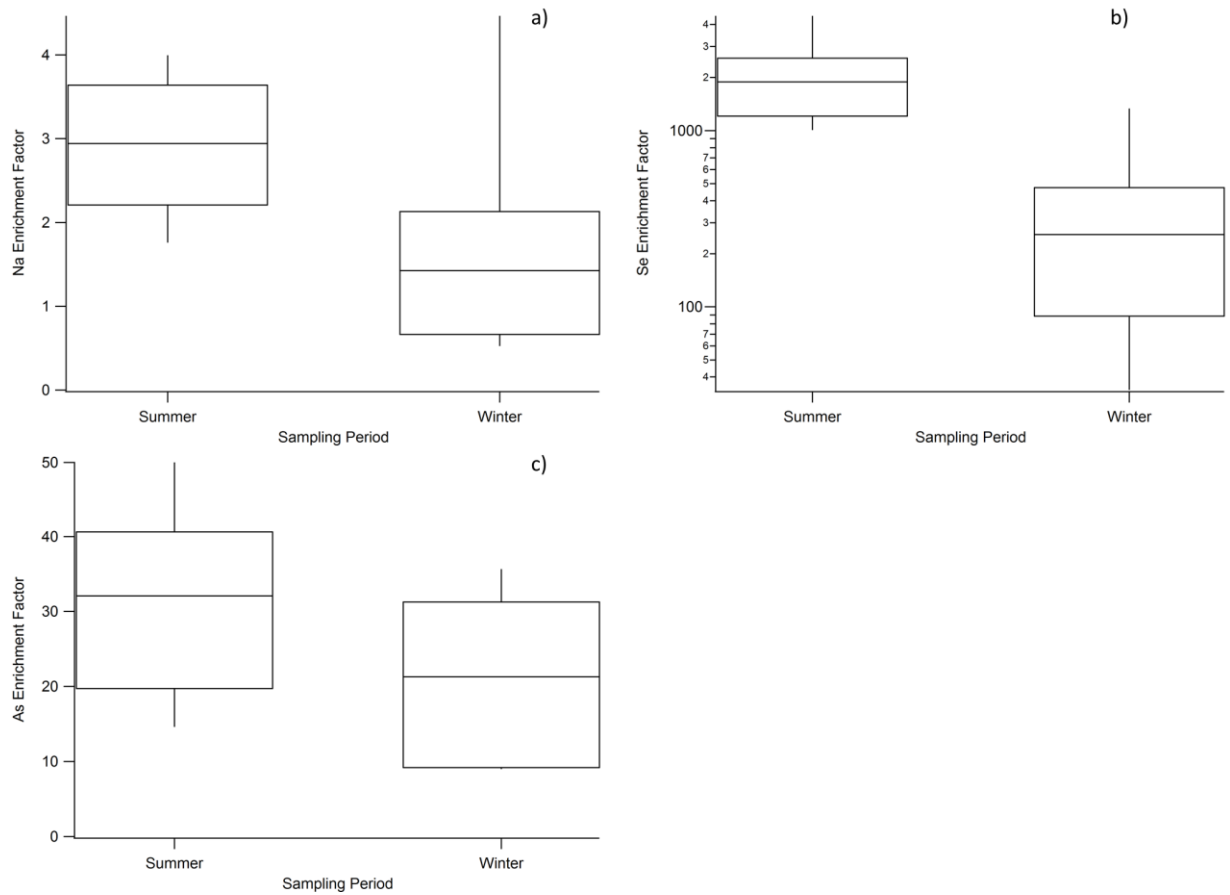 a)
4
3
2
1
0
Na Enrichment Factor
Summer
Winter
Sampling Period
b)
4
3
2
1000
7
6
5
4
3
2
100
7
6
5
4
Se Enrichment Factor
Summer
Winter
Sampling Period
c)
50
40
30
20
10
0
As Enrichment Factor
Summer
Winter
Sampling Period